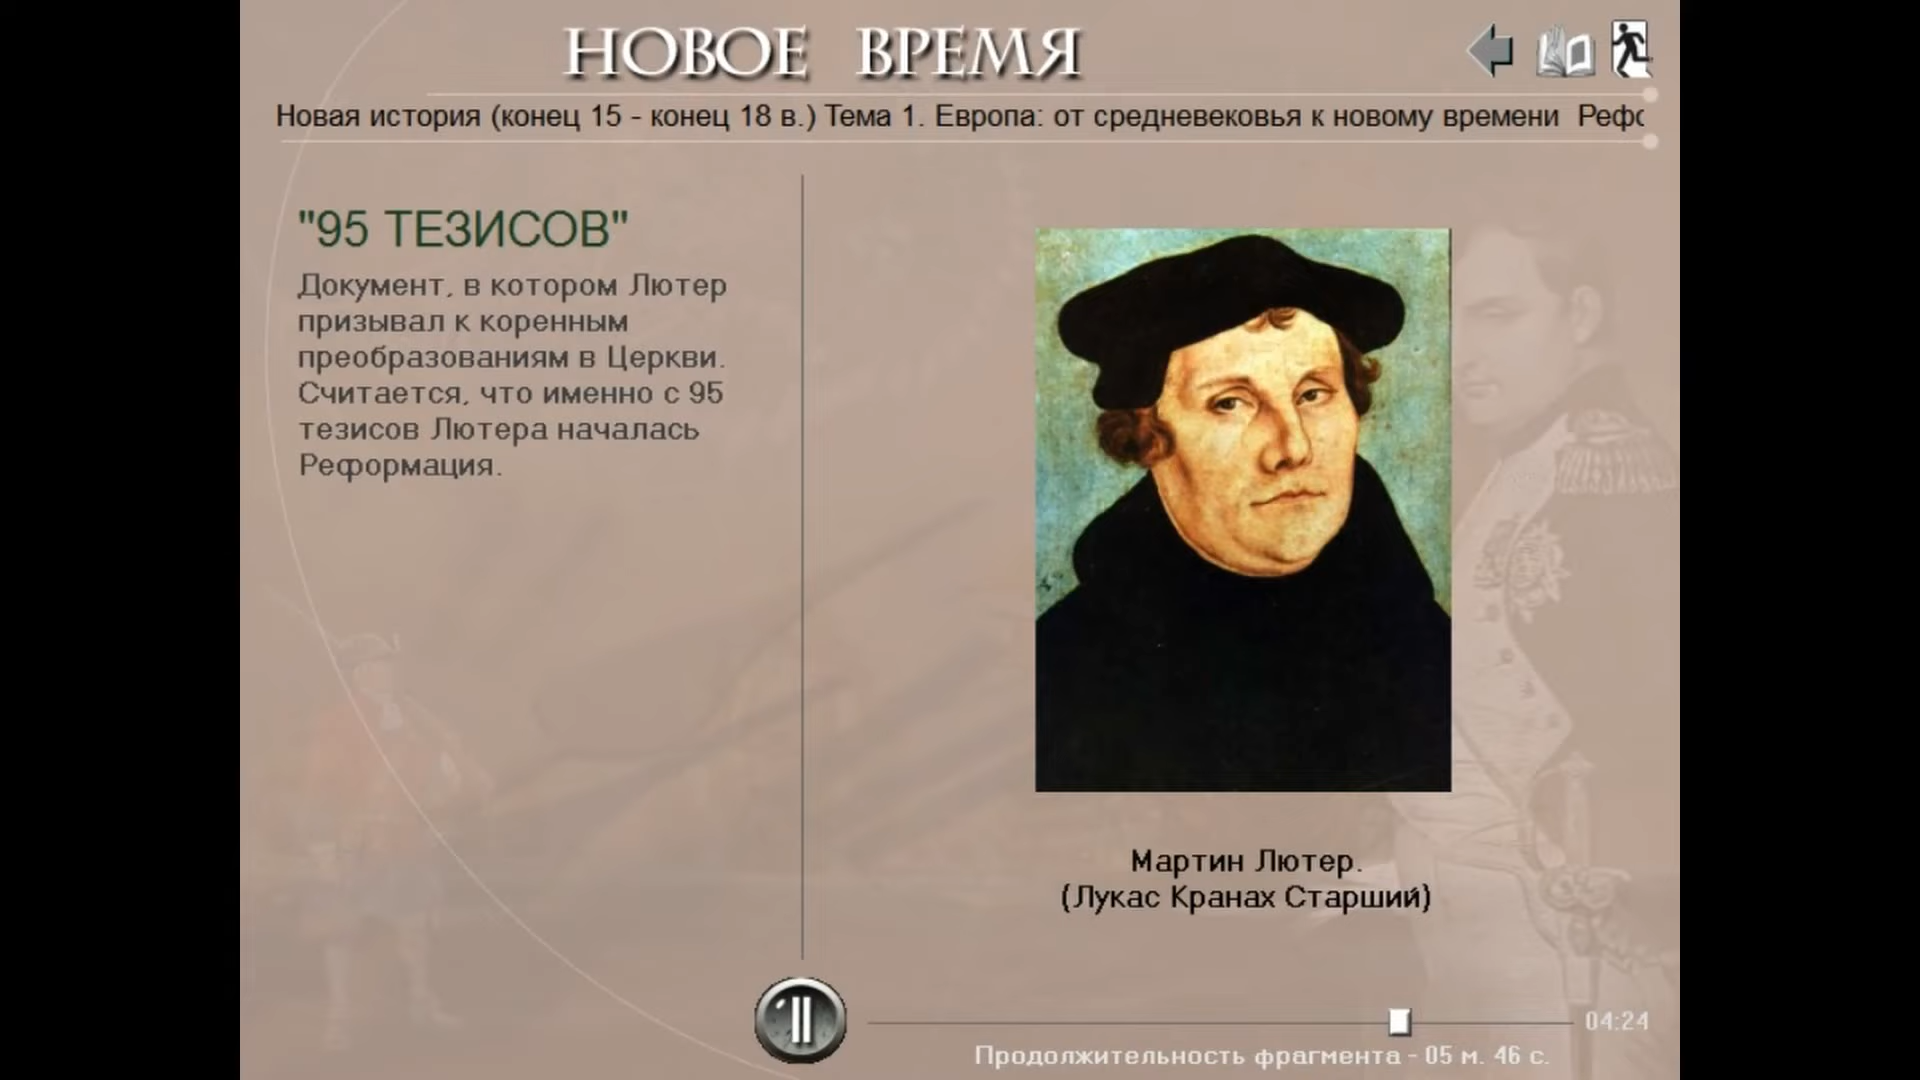 НОВОЕ ВРЕМЯ
Новая история (конец 15 - конец 18 в.) Тема 1. Европа: от средневековья к новому времени Рефо
"95 ТЕЗИСОВ"
Документ, в котором Лютер
призывал к коренным
преобразованиям в Церкви.
Считается, что именно с 95
тезисов Лютера началась
Реформация.
Мартин Лютер.
(Лукас Кранах Старший)
04:24
Продолжительность фрагмента - 05 м. 46 с.